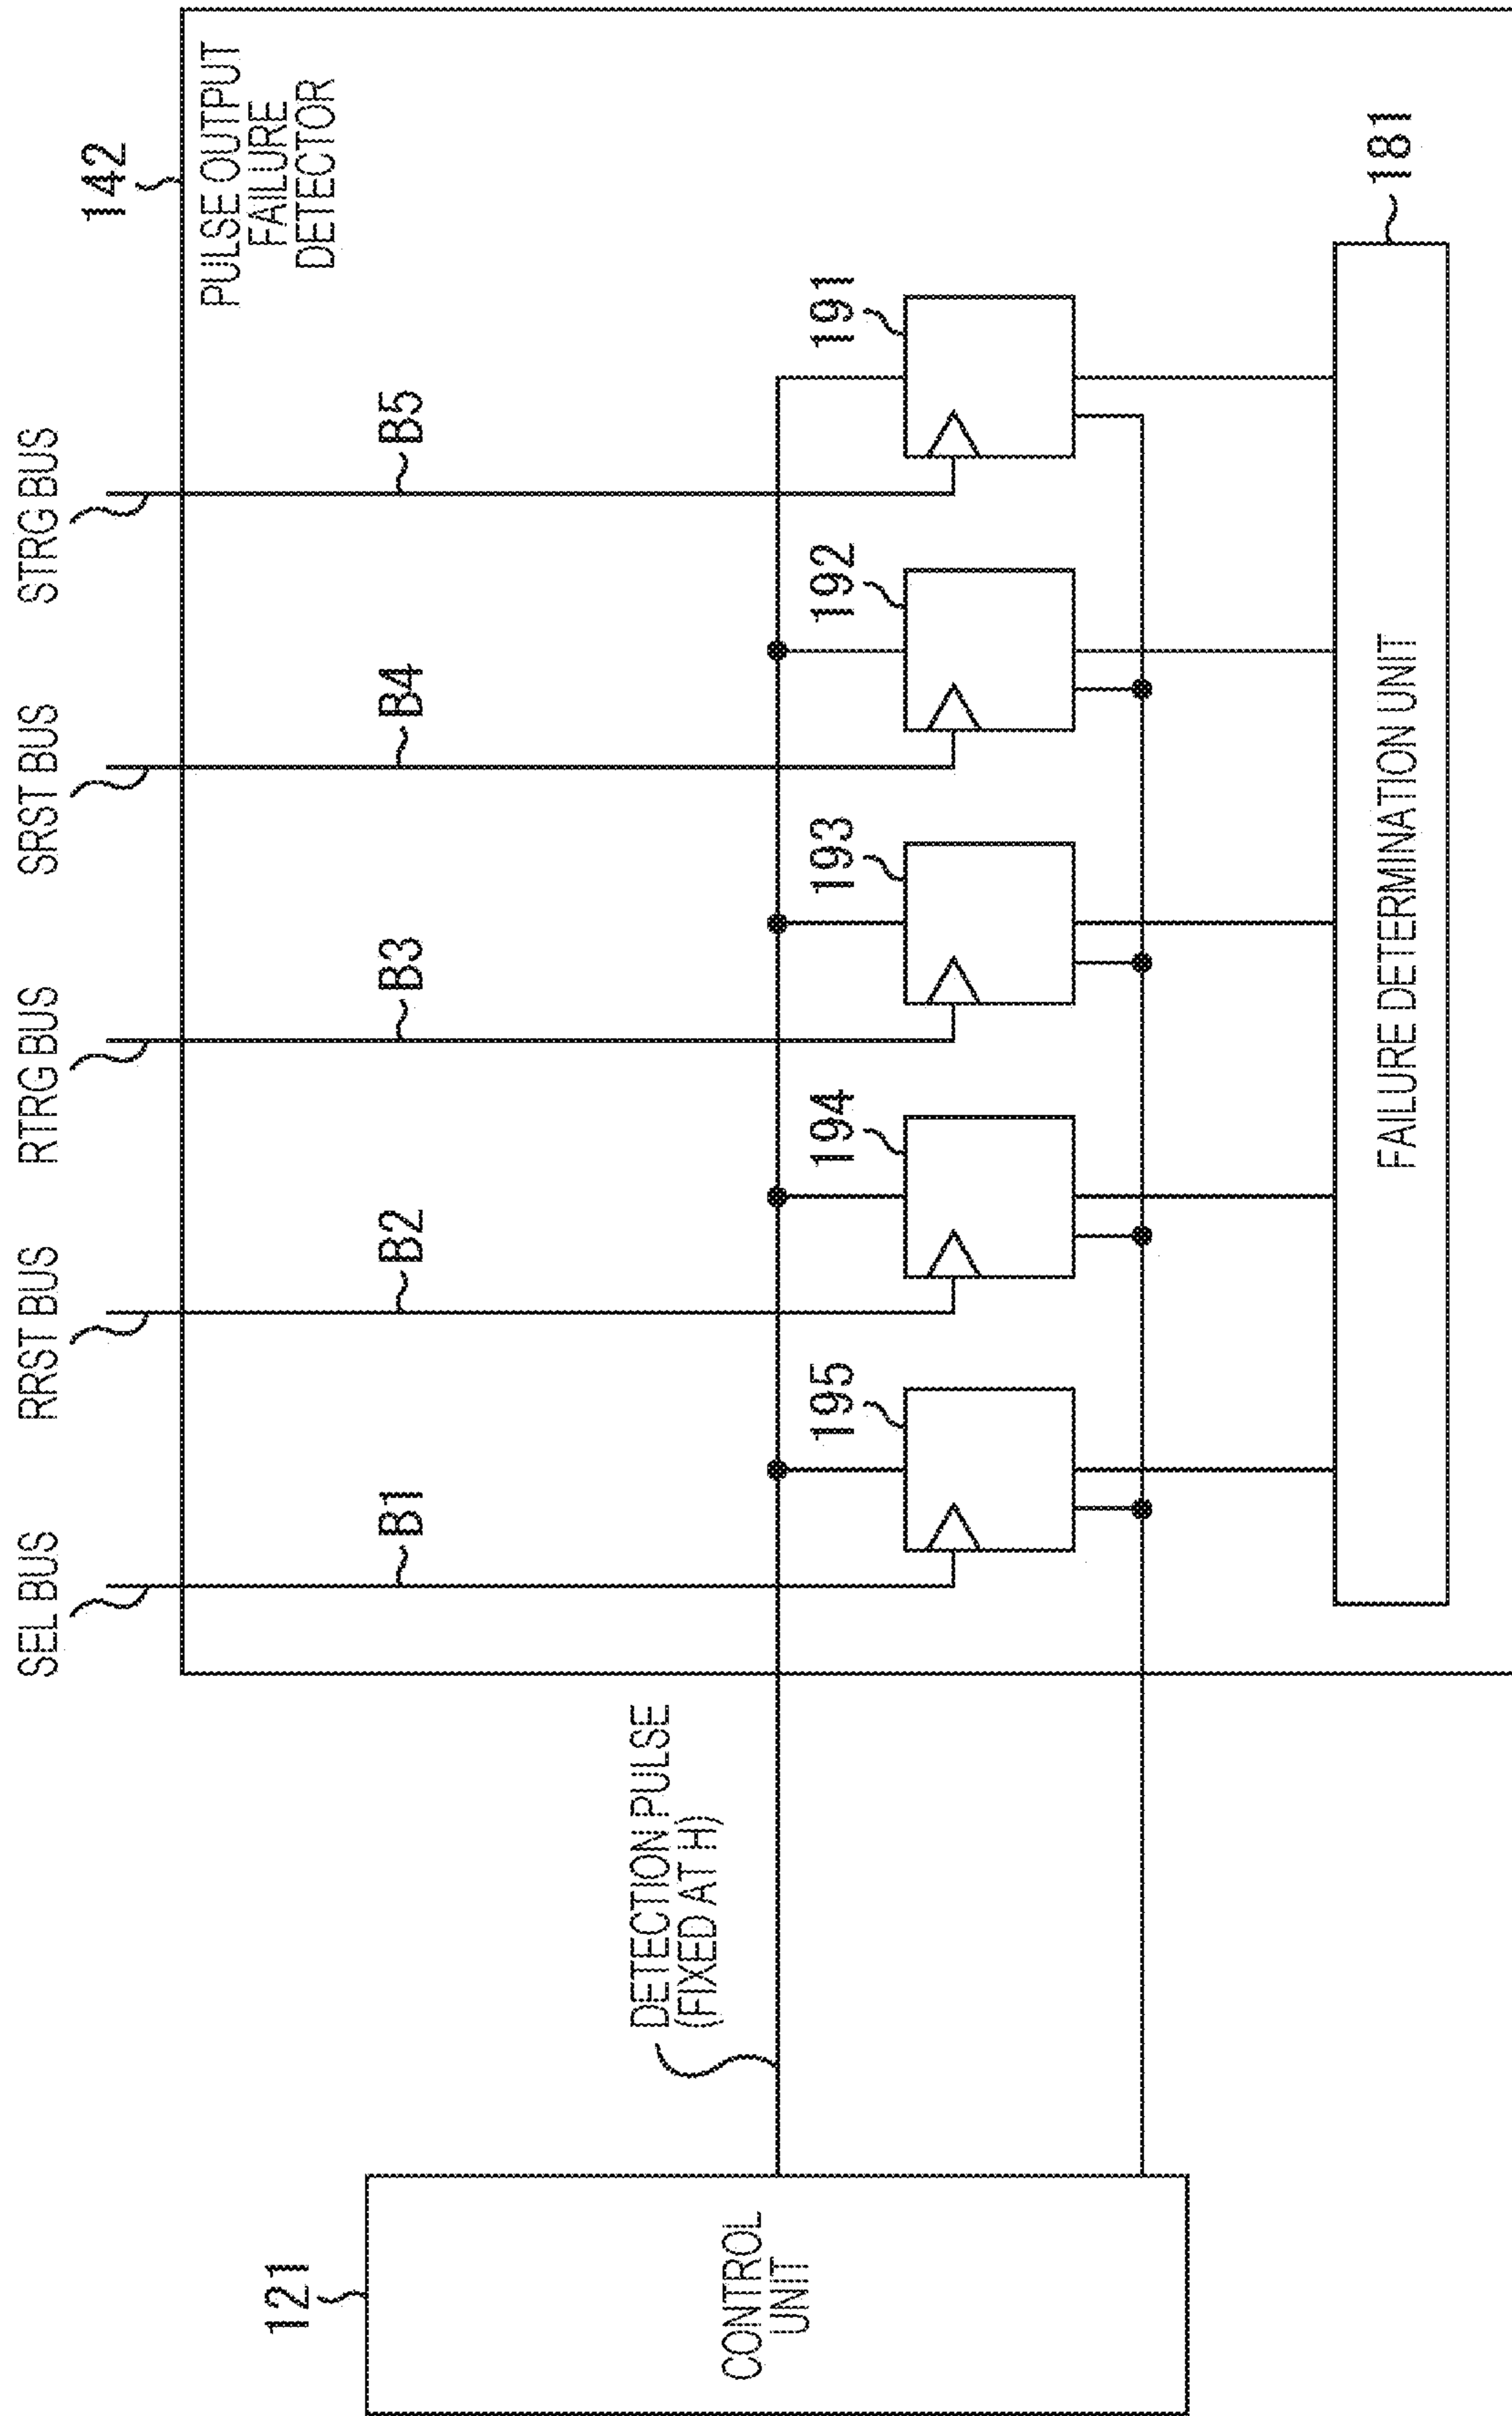 SEL BUS
RRST BUS
RTRG BUS
SRST BUS
STRG BUS
142
PULSE OUTPUT
FAILURE
DETECTOR
121
CONTROL
UNIT
DETECTION PULSE
(FIXED AT H)
B1
B2
B3
B4
B5
195
194
193
192
191
FAILURE DETERMINATION UNIT
181